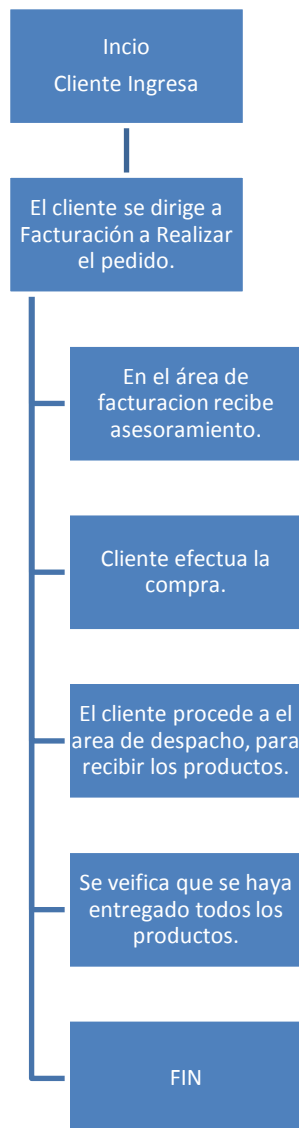 Incio
Cliente Ingresa
El cliente se dirige a
Facturación a Realizar
el pedido.
En el área de
facturacion recibe
asesoramiento.
Cliente efectua la
compra.
El cliente procede a el
area de despacho, para
recibir los productos.
Se veifica que se haya
entregado todos los
productos.
FIN